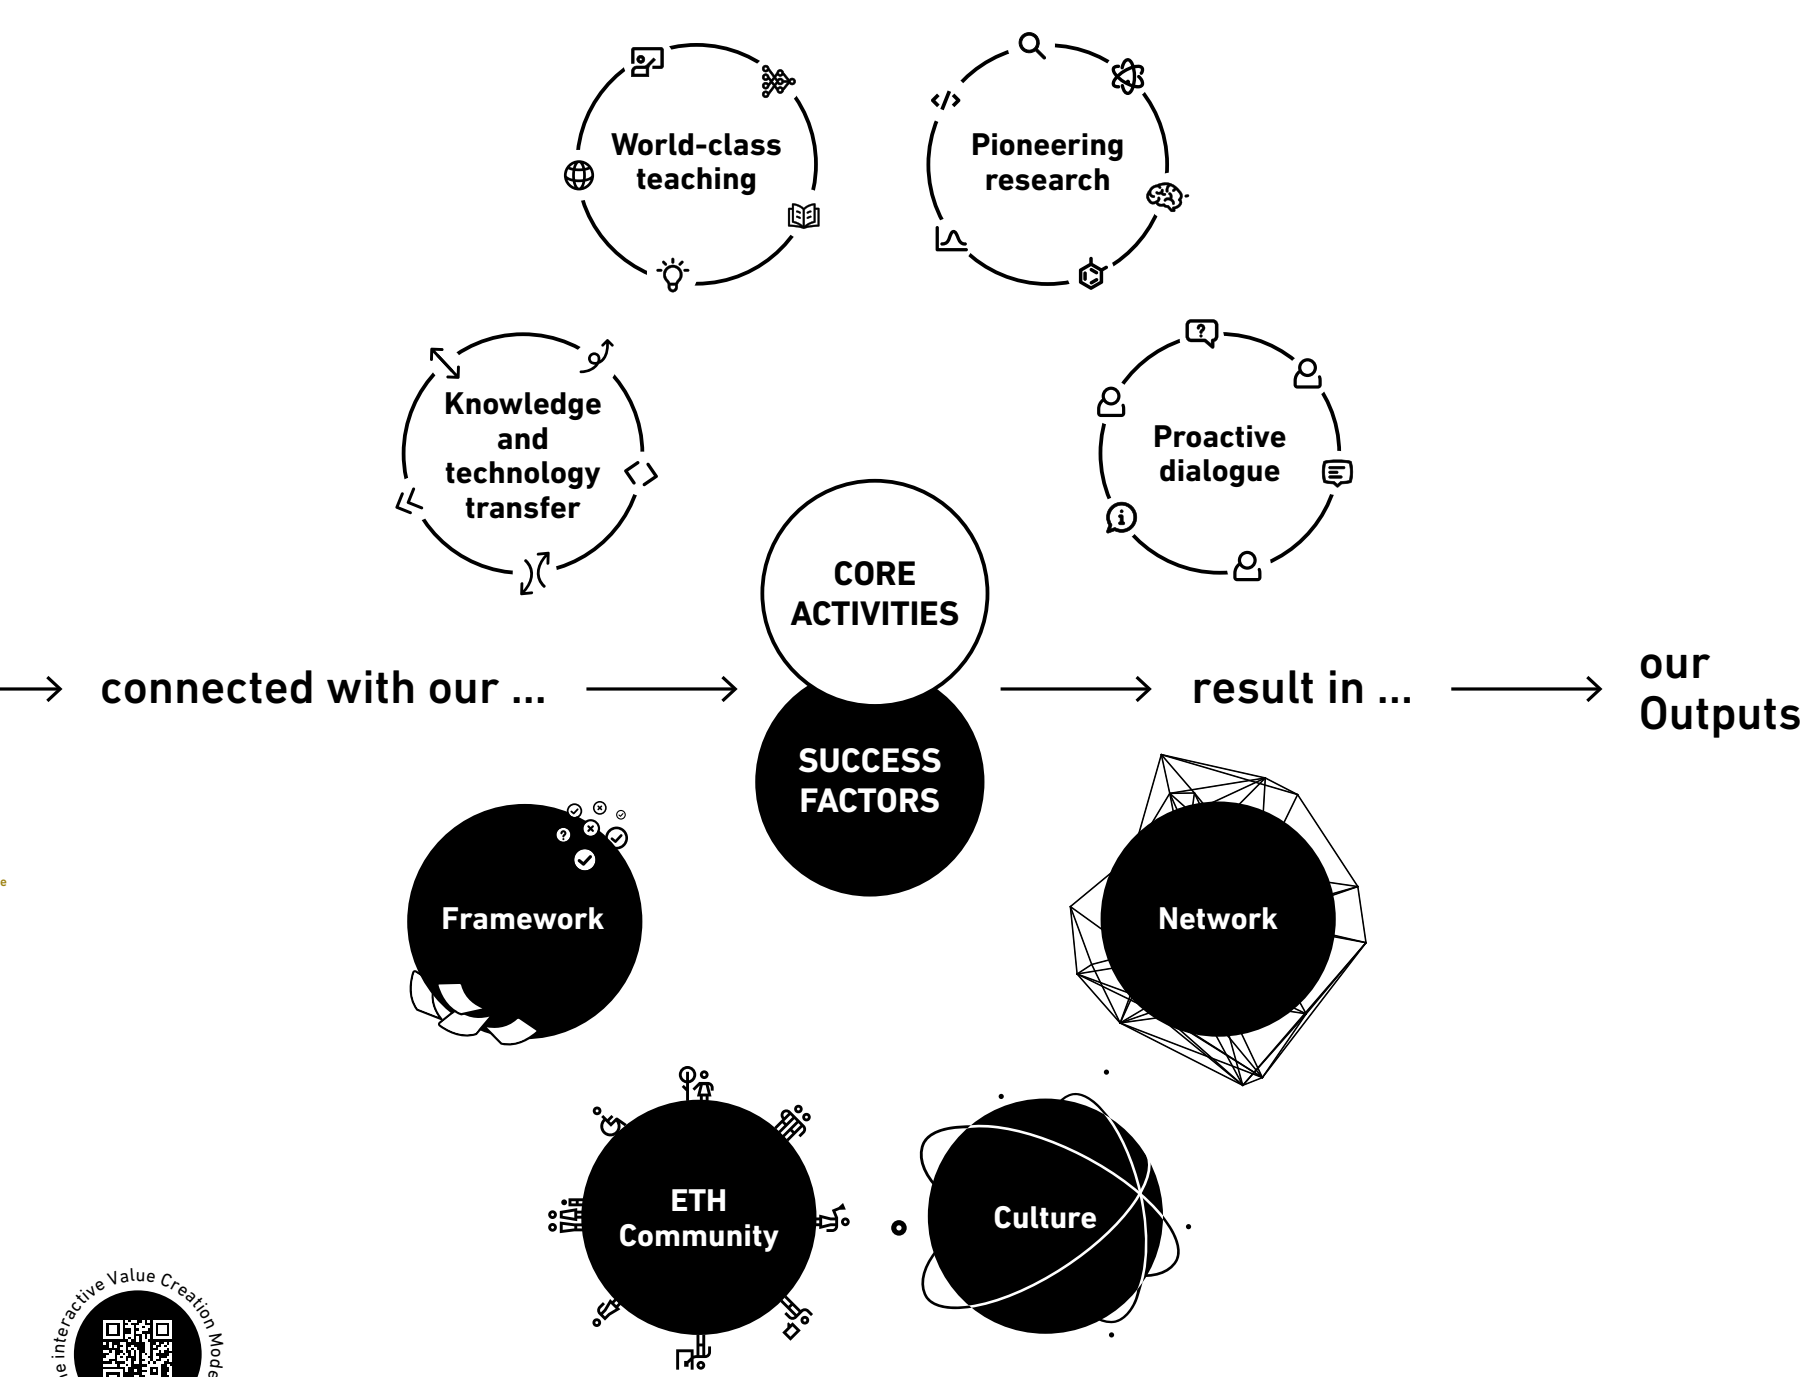 World-class
teaching
Pioneering
research
Knowledge
and
technology
transfer
Proactive
dialogue
CORE
ACTIVITIES
connected with our ...
result in ...
our
Outputs
SUCCESS
FACTORS
Framework
Network
ETH
Community
Culture
interactive Value Creation